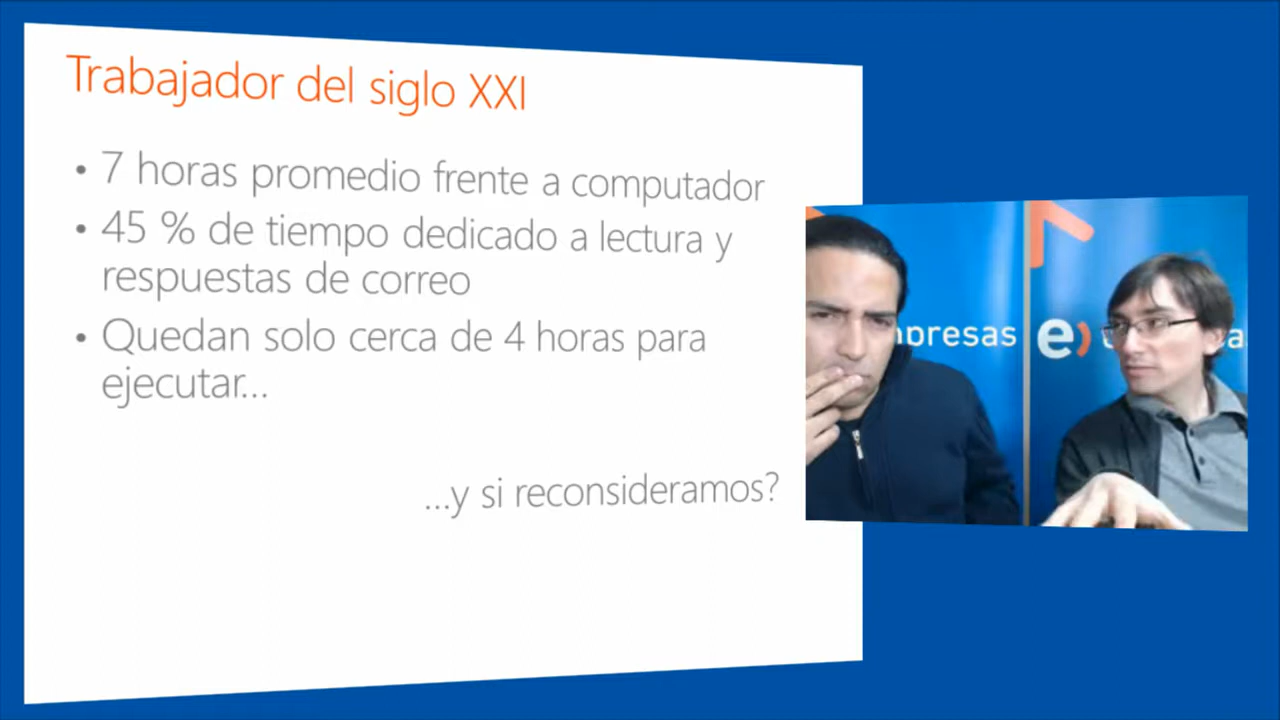 Trabajador del siglo XXI
• 7 horas promedio frente a computador
• 45 % de tiempo dedicado a lectura y
respuestas de correo
• Quedan solo cerca de 4 horas para
ejecutar...
...y si reconsideramos?
e)